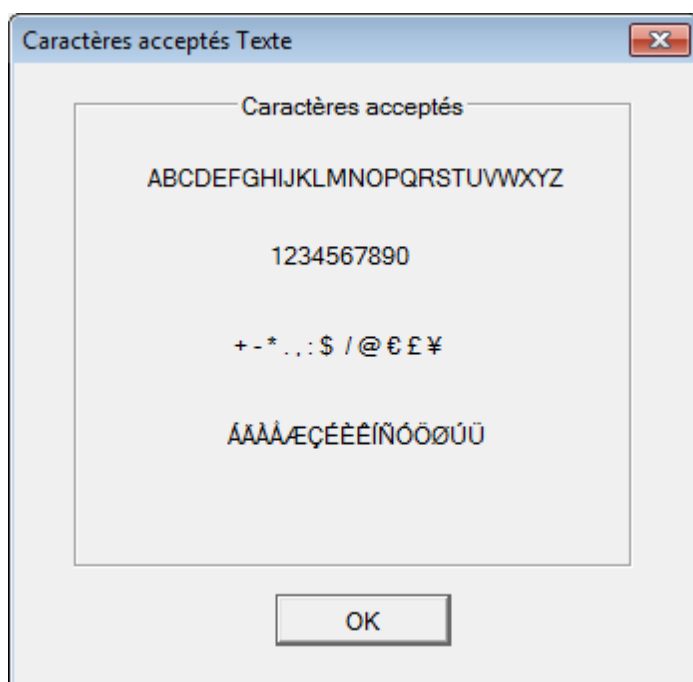 Caractères acceptés Texte
Caractères acceptés
ABCDEFGHIJKLMNOPQRSTUVWXYZ
1234567890
+ - * . , : $ / @ € £ ¥
ÁÄÀÂÆÇÉÈÊÍÑÓÖØÚÜ
OK